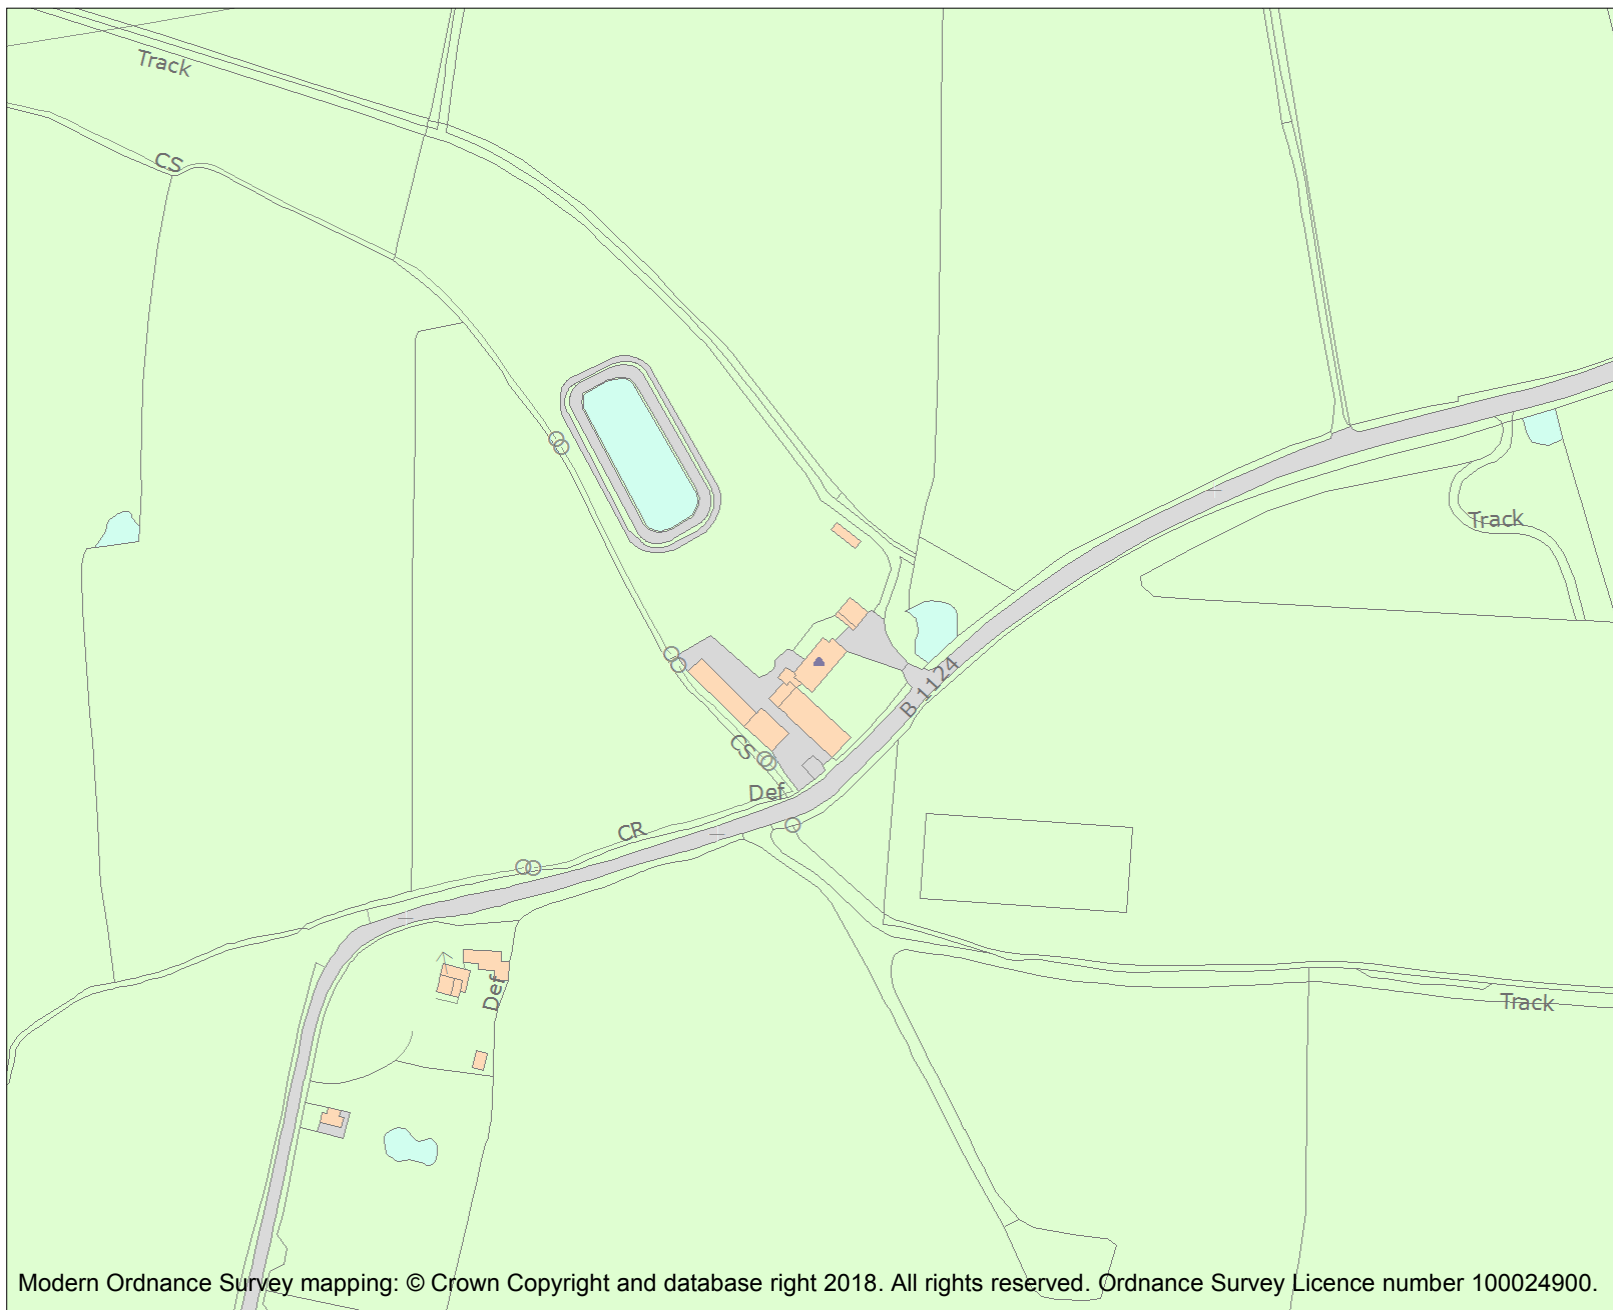 Track
CS
Track
B 1124
CS
Def
CR
Def
Track
Modern Ordnance Survey mapping: © Crown Copyright and database right 2018. All rights reserved. Ordnance Survey Licence number 100024900.